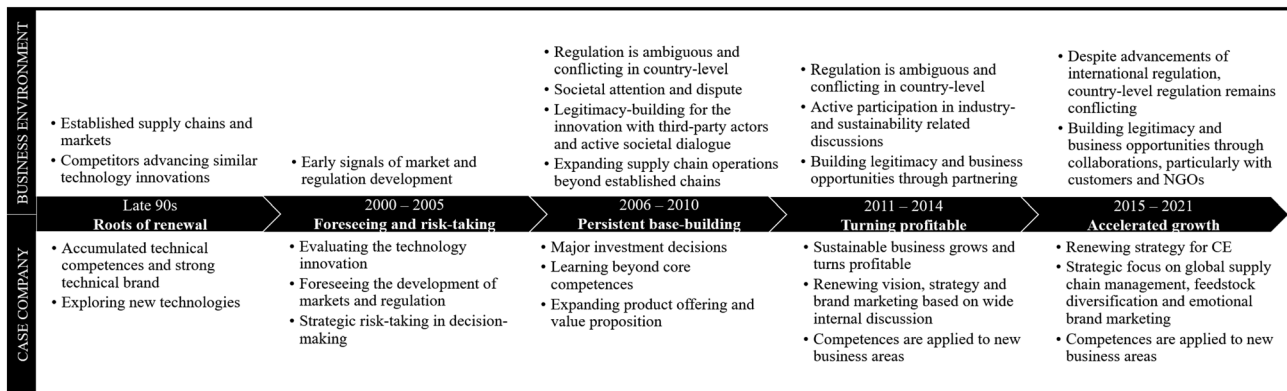 BUSINESS ENVIRONMENT
• Established supply chains and
markets
• Competitors advancing similar
technology innovations
• Early signals of market and
regulation development
• Regulation is ambiguous and
conflicting in country-level
• Societal attention and dispute
• Legitimacy-building for the
innovation with third-party actors
and active societal dialogue
• Expanding supply chain operations
beyond established chains
• Regulation is ambiguous and
conflicting in country-level
• Active participation in industry-
and sustainability related
discussions
• Building legitimacy and business
opportunities through partnering
• Despite advancements of
international regulation,
country-level regulation remains
conflicting
• Building legitimacy and
business opportunities through
collaborations, particularly with
customers and NGOs
Late 90s
Roots of renewal
2000 – 2005
Foreseeing and risk-taking
2006 – 2010
Persistent base-building
2011 – 2014
Turning profitable
2015 – 2021
Accelerated growth
CASE COMPANY
• Accumulated technical
competences and strong
technical brand
• Exploring new technologies
• Evaluating the technology
innovation
• Foreseeing the development of
markets and regulation
• Strategic risk-taking in decision-
making
• Major investment decisions
• Learning beyond core
competences
• Expanding product offering and
value proposition
• Sustainable business grows and
turns profitable
• Renewing vision, strategy and
brand marketing based on wide
internal discussion
• Competences are applied to new
business areas
• Renewing strategy for CE
• Strategic focus on global supply
chain management, feedstock
diversification and emotional
brand marketing
• Competences are applied to new
business areas